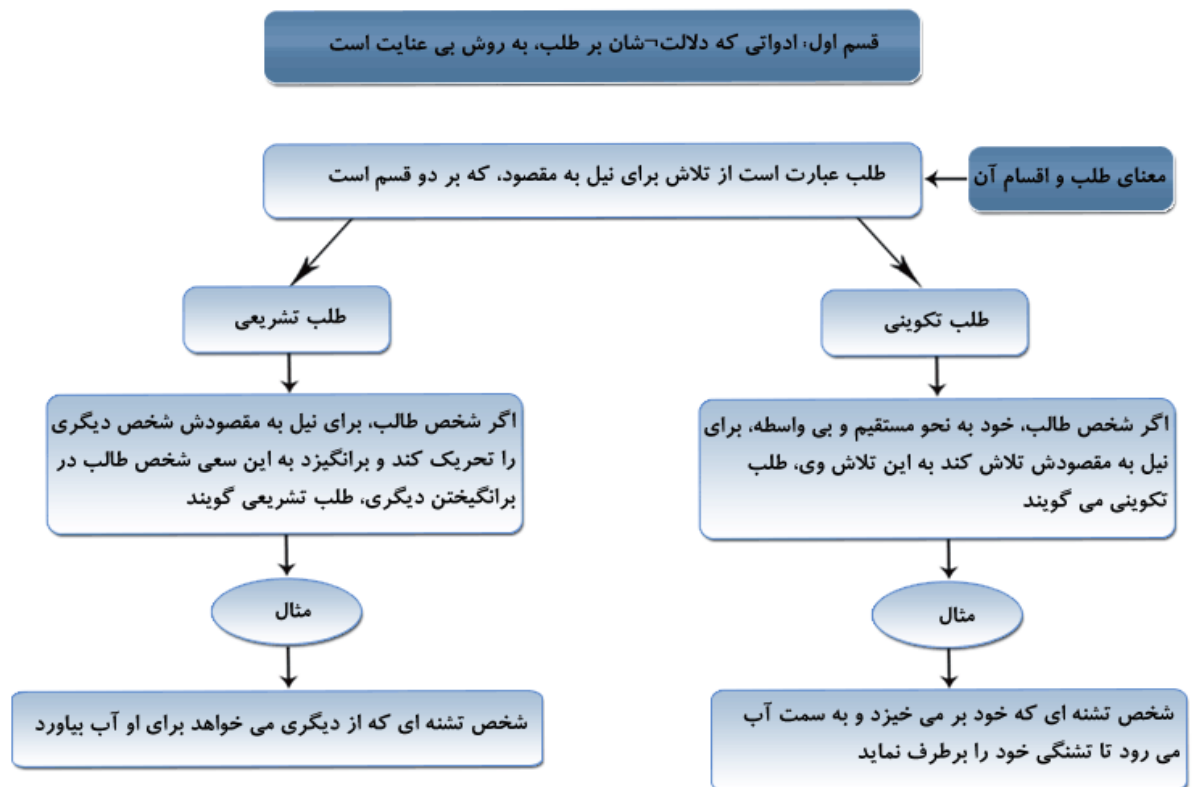 قسم اول: ادواتی که دلالت¬شان بر طلب، به روش بی عنایت است
معنای طلب و اقسام آن
طلب عبارت است از تلاش برای نیل به مقصود، که بر دو قسم است
طلب تکوینی
طلب تشریعی
اگر شخص طالب، خود به نحو مستقیم و بی واسطه، برای
نیل به مقصودش تلاش کند به این تلاش وی، طلب
تکوینی می گویند
اگر شخص طالب، برای نیل به مقصودش شخص دیگری
را تحریک کند و برانگیزد به این سعی شخص طالب در
برانگیختن دیگری، طلب تشریعی گویند
مثال
مثال
شخص تشنه ای که خود بر می خیزد و به سمت آب
می رود تا تشنگی خود را برطرف نماید
شخص تشنه ای که از دیگری می خواهد برای او آب بیاورد